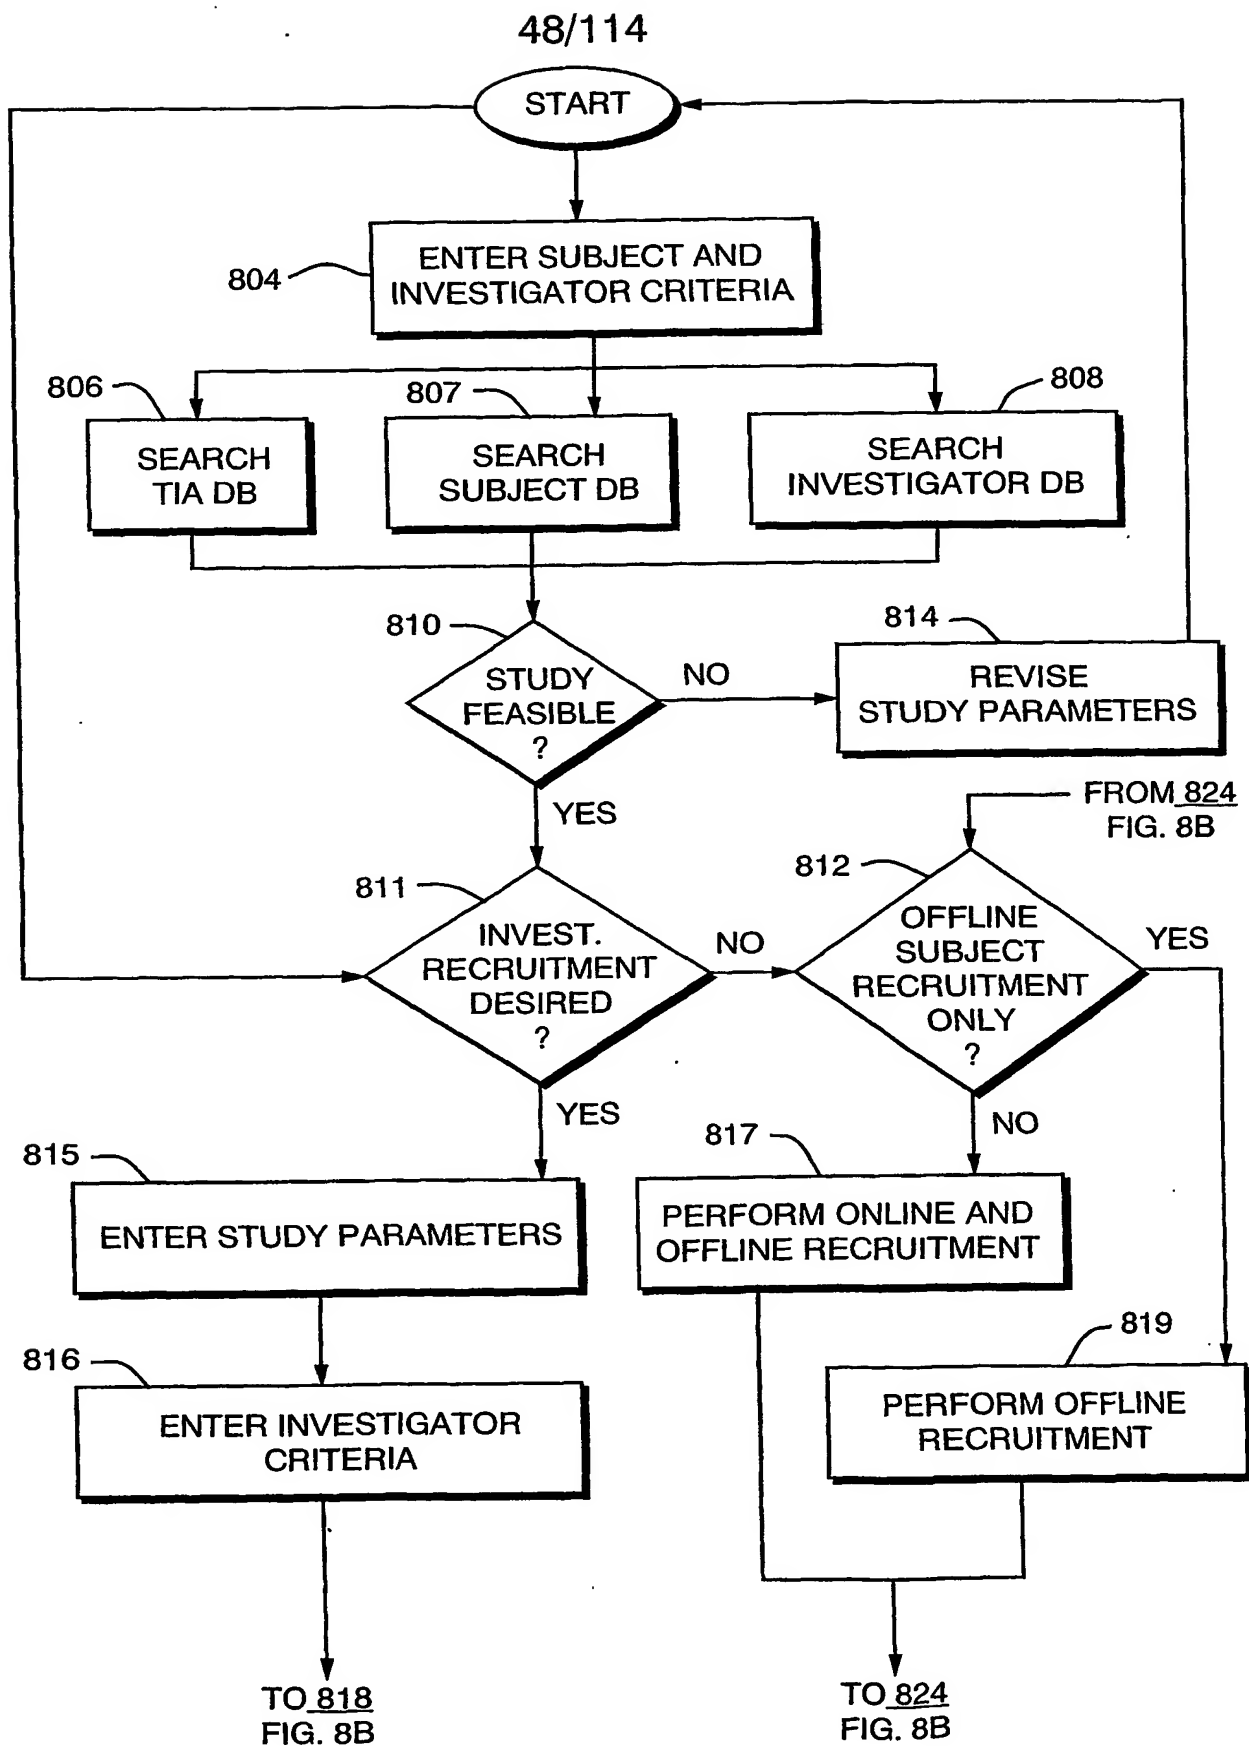 48/114
START
804
ENTER SUBJECT AND
INVESTIGATOR CRITERIA
806
SEARCH
TIA DB
807
SEARCH
SUBJECT DB
808
SEARCH
INVESTIGATOR DB
810
STUDY
FEASIBLE
?
NO
814
REVISE
STUDY PARAMETERS
YES
FROM 824
FIG. 8B
811
INVEST.
RECRUITMENT
DESIRED
?
NO
812
OFFLINE
SUBJECT
RECRUITMENT
ONLY
?
YES
YES
NO
815
ENTER STUDY PARAMETERS
817
PERFORM ONLINE AND
OFFLINE RECRUITMENT
816
ENTER INVESTIGATOR
CRITERIA
819
PERFORM OFFLINE
RECRUITMENT
TO 818
FIG. 8B
TO 824
FIG. 8B